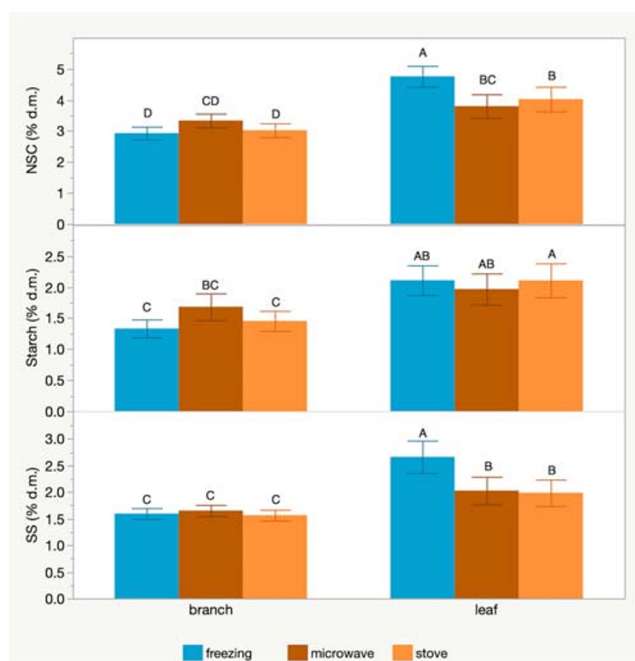 NSC (% d.m.)
5
4
3
2
1
0
D
CD
D
A
BC
B
Starch (% d.m.)
2.5
2.0
1.5
1.0
0.5
0.0
C
BC
C
AB
AB
A
SS (% d.m.)
3.0
2.5
2.0
1.5
1.0
0.5
0.0
C
C
C
A
B
B
branch
leaf
freezing
microwave
stove